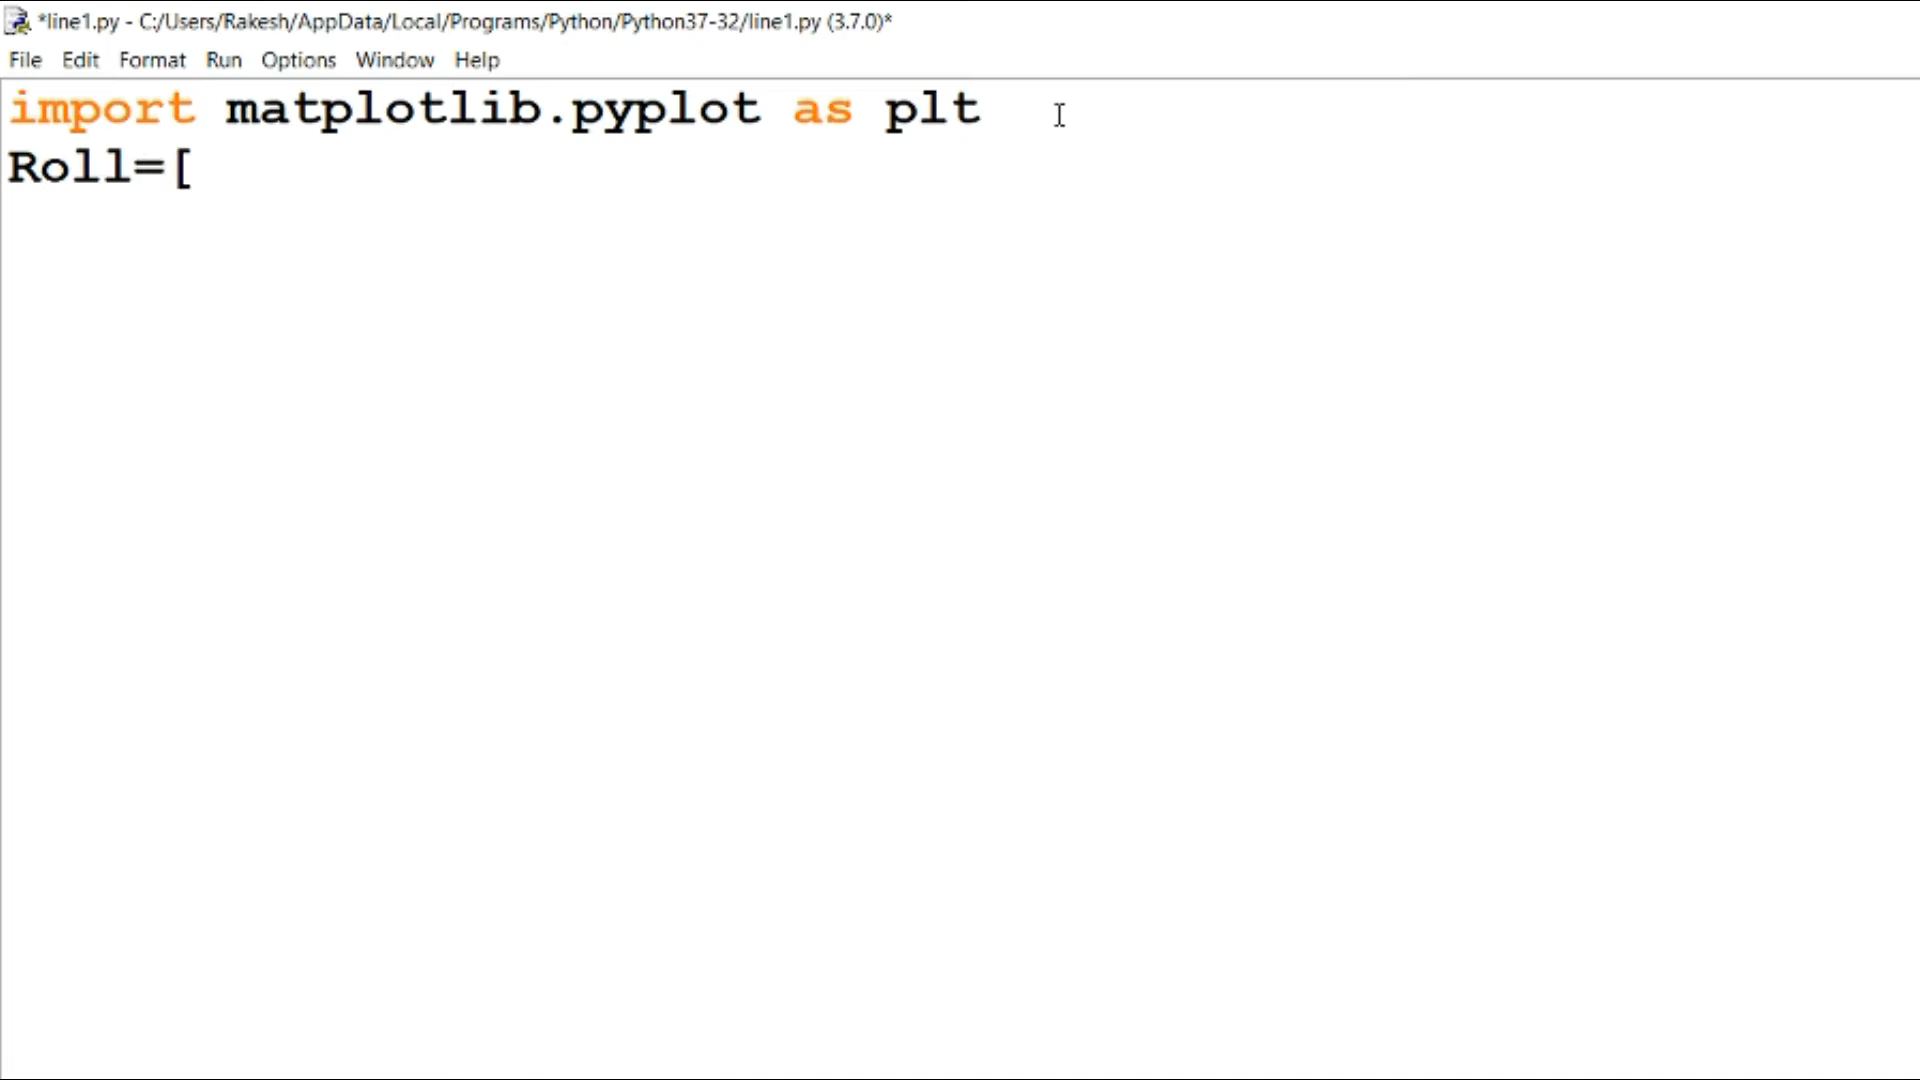 *line1.py - C:/Users/Rakesh/AppData/Local/Programs/Python/Python37-32/line1.py (3.7.0)*
File Edit Format Run Options Window Help
import matplotlib.pyplot as plt
Roll=[